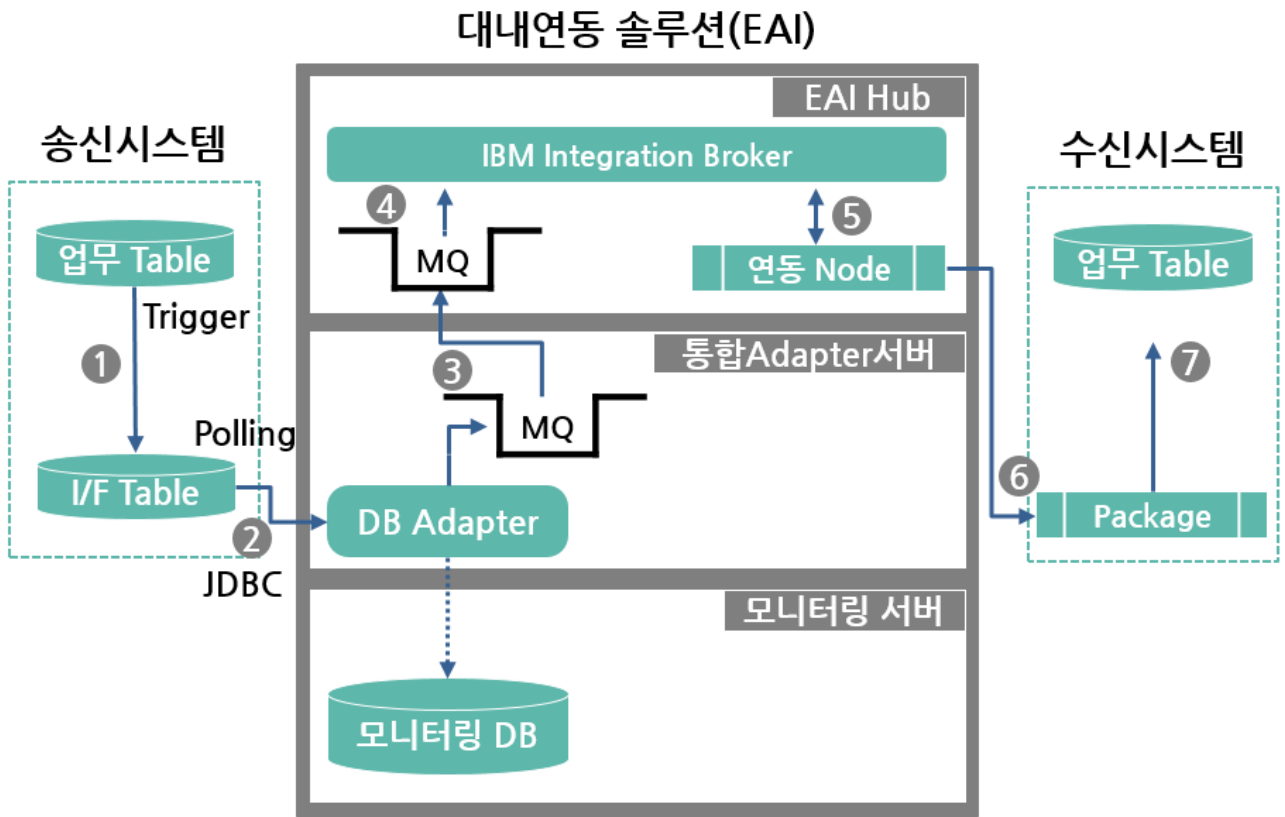 대내연동 솔루션(EAI)
송신시스템
업무 Table
Trigger
1
Polling
I/F Table
2
JDBC
EAI Hub
IBM Integration Broker
4
MQ
5
연동 Node
통합Adapter서버
3
MQ
DB Adapter
모니터링 서버
모니터링 DB
수신시스템
업무 Table
7
6
Package